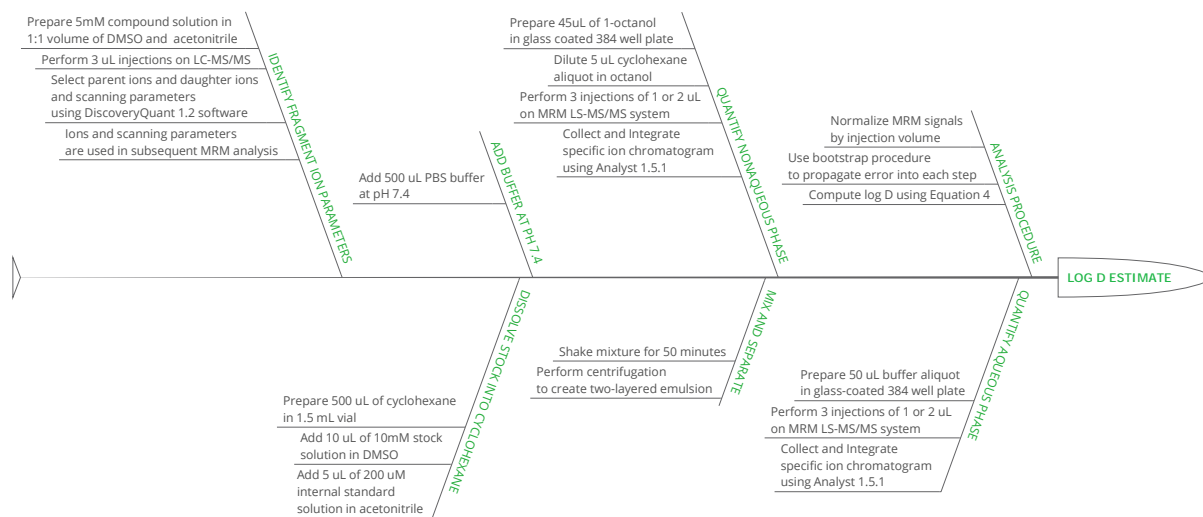 Prepare 5mM compound solution in
1:1 volume of DMSO and acetonitrile
Perform 3 uL injections on LC-MS/MS
Select parent ions and daughter ions
and scanning parameters
using DiscoveryQuant 1.2 software
Ions and scanning parameters
are used in subsequent MRM analysis
IDENTIFY FRAGMENT ION PARAMETERS
Add 500 uL PBS buffer
at pH 7.4
ADD BUFFER AT PH 7.4
Prepare 45uL of 1-octanol
in glass coated 384 well plate
Dilute 5 uL cyclohexane
aliquot in octanol
Perform 3 injections of 1 or 2 uL
on MRM LS-MS/MS system
Collect and Integrate
specific ion chromatogram
using Analyst 1.5.1
QUANTIFY NONAQUEOUS PHASE
Normalize MRM signals
by injection volume
Use bootstrap procedure
to propagate error into each step
Compute log D using Equation 4
ANALYSIS PROCEDURE
LOG D ESTIMATE
DISSOLVE STOCK INTO CYCLOHEXANE
Prepare 500 uL of cyclohexane
in 1.5 mL vial
Add 10 uL of 10mM stock
solution in DMSO
Add 5 uL of 200 uM
internal standard
solution in acetonitrile
MIX AND SEPARATE
Shake mixture for 50 minutes
Perform centrifugation
to create two-layered emulsion
QUANTIFY AQUEOUS PHASE
Prepare 50 uL buffer aliquot
in glass-coated 384 well plate
Perform 3 injections of 1 or 2 uL
on MRM LS-MS/MS system
Collect and Integrate
specific ion chromatogram
using Analyst 1.5.1